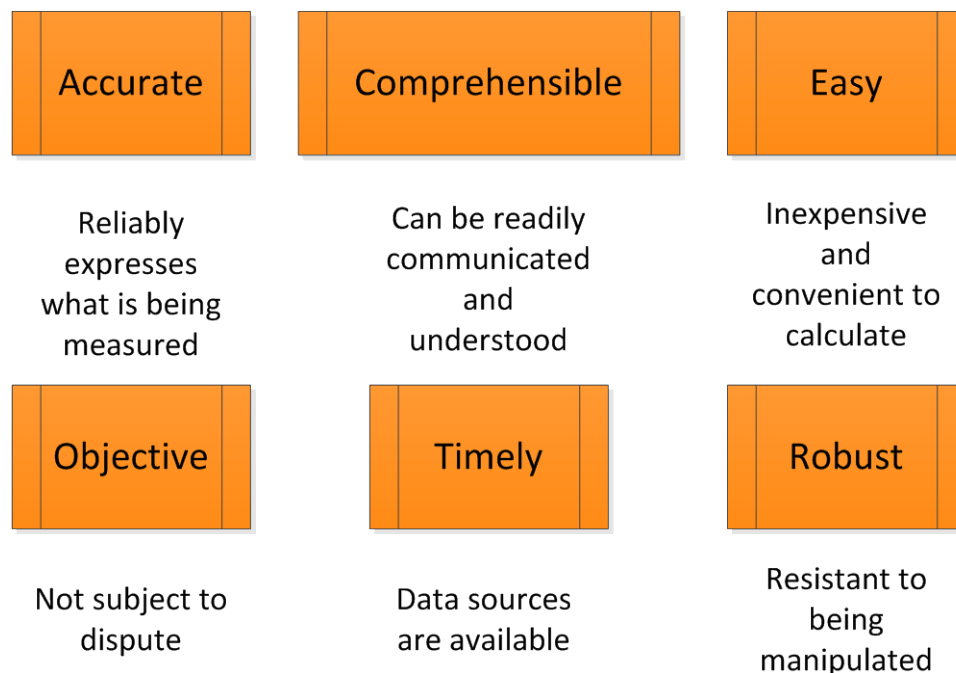 Accurate
Comprehensible
Easy
Reliably
expresses
what is being
measured
Can be readily
communicated
and
understood
Inexpensive
and
convenient to
calculate
Objective
Timely
Robust
Not subject to
dispute
Data sources
are available
Resistant to
being
manipulated